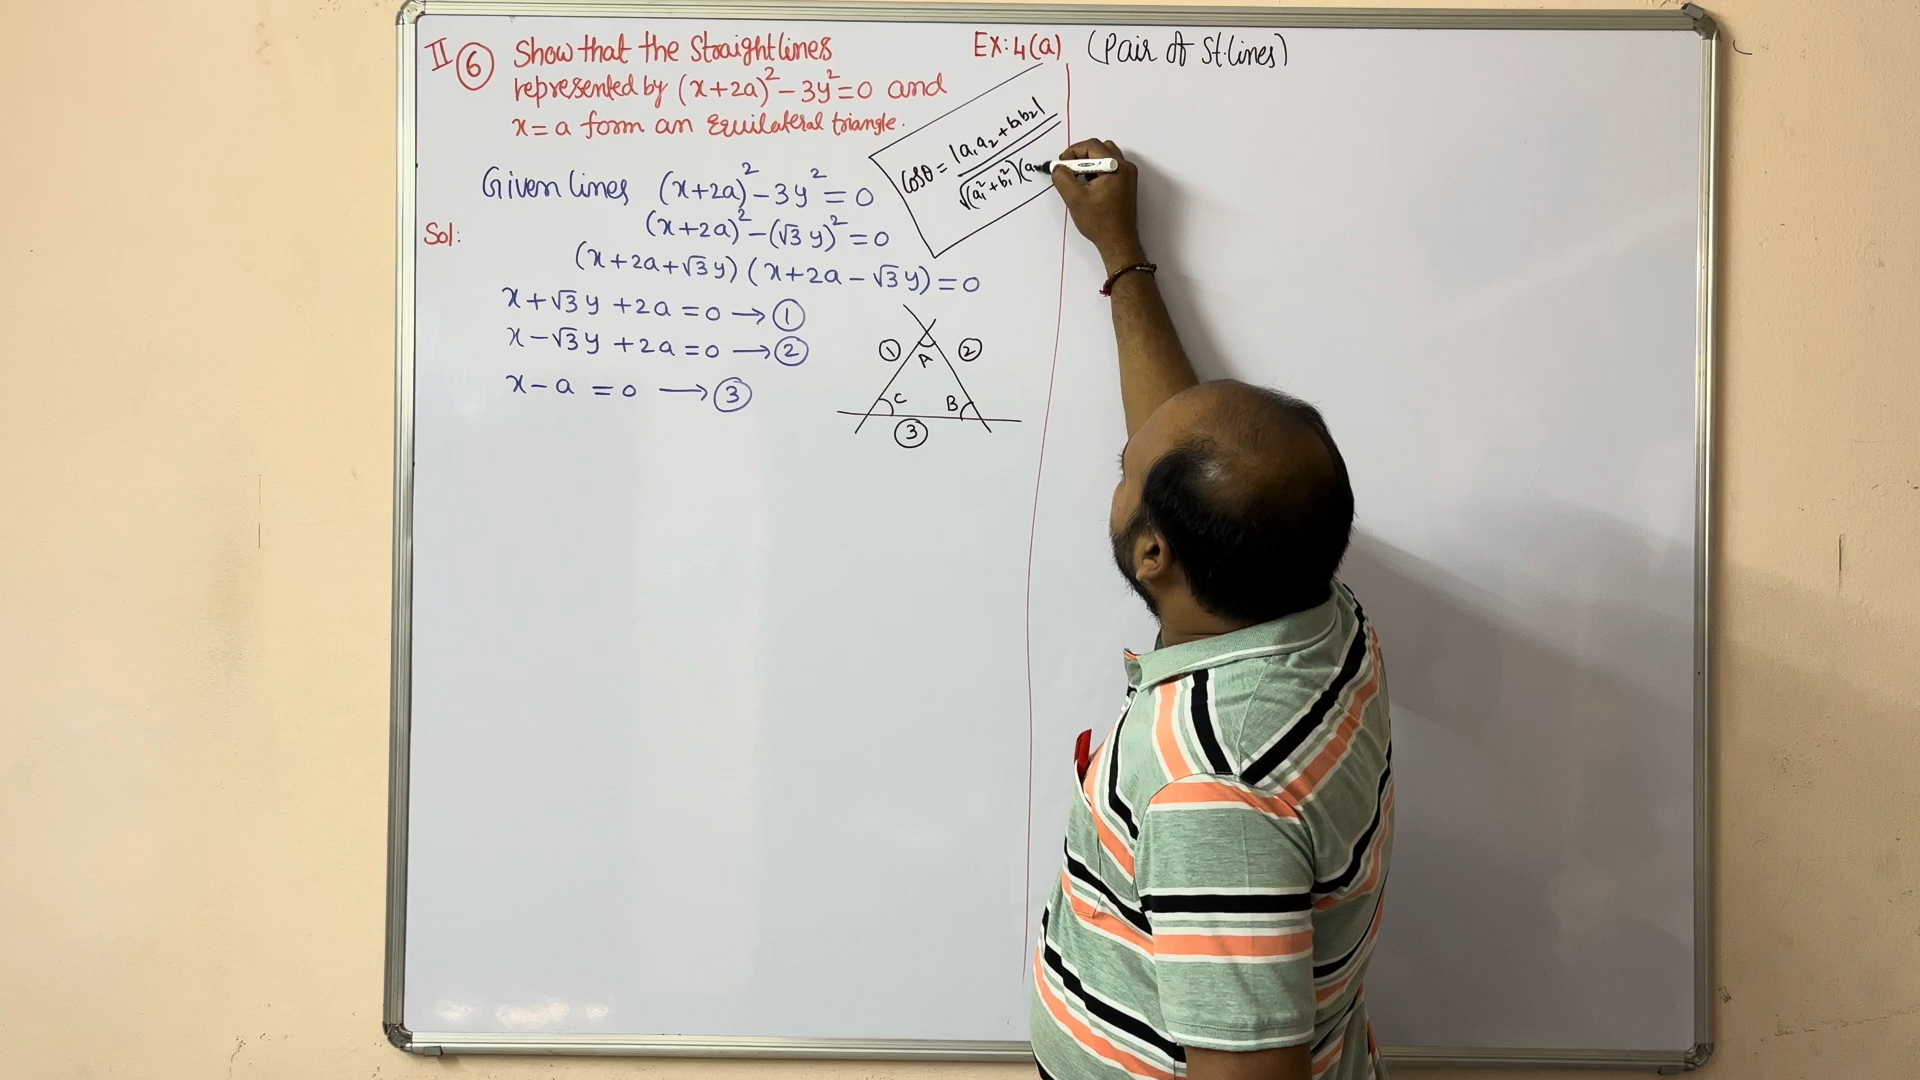 II 6 Show that the Straight lines
represented by (x+2a)² - 3y² = 0 and
x = a form an Equilateral triangle.
Ex: 4(a) (Pair of St. lines)
cosθ = |a₁a₂ + b₁b₂|
√(a₁² + b₁²)(a
Given lines (x+2a)² - 3y² = 0
Sol:
(x+2a)² - (√3 y)² = 0
(x+2a+√3y) (x+2a-√3y) = 0
x+√3y +2a = 0 → 1
x-√3y +2a = 0 → 2
x - a = 0 → 3
1 2
A
C B
3